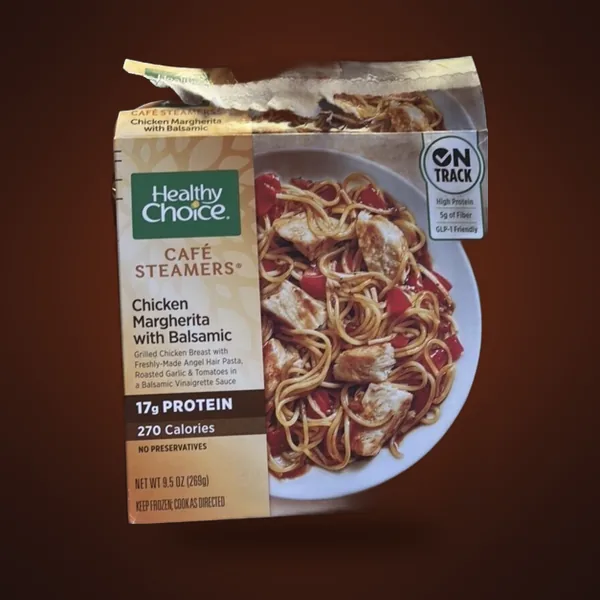 CAFÉ STEAMERS
Chicken Margherita
with Balsamic
ON
TRACK
High Protein
5g of Fiber
GLP-1 Friendly
Healthy
Choice®
CAFÉ
STEAMERS®
Chicken
Margherita
with Balsamic
Grilled Chicken Breast with
Freshly-Made Angel Hair Pasta,
Roasted Garlic & Tomatoes in
a Balsamic Vinaigrette Sauce
17g PROTEIN
270 Calories
NO PRESERVATIVES
NET WT 9.5 OZ (269g)
KEEP FROZEN; COOK AS DIRECTED